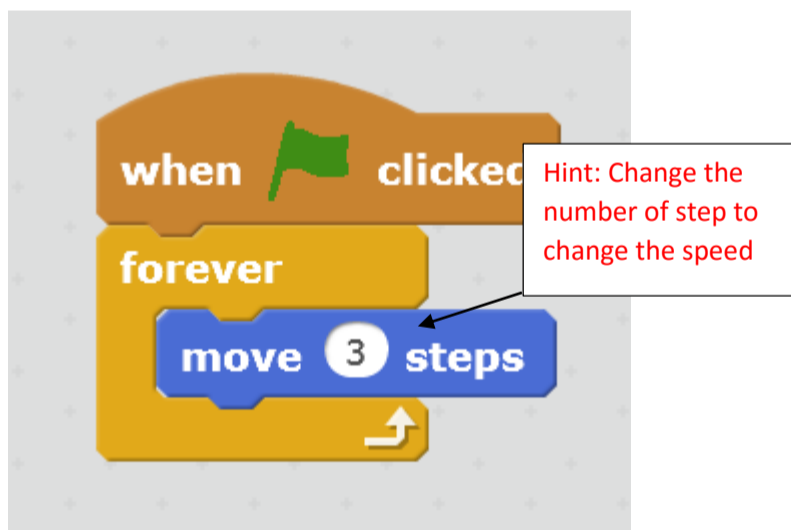 when clicked
forever
move 3 steps
Hint: Change the
number of step to
change the speed